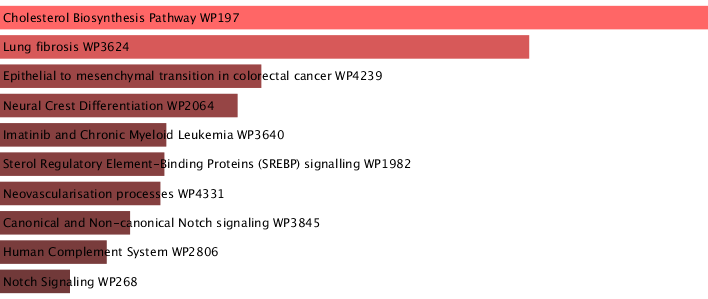 Cholesterol Biosynthesis Pathway WP197
Lung fibrosis WP3624
Epithelial to mesenchymal transition in colorectal cancer WP4239
Neural Crest Differentiation WP2064
Imatinib and Chronic Myeloid Leukemia WP3640
Sterol Regulatory Element-Binding Proteins (SREBP) signalling WP1982
Neovascularisation processes WP4331
Canonical and Non-canonical Notch signaling WP3845
Human Complement System WP2806
Notch Signaling WP268